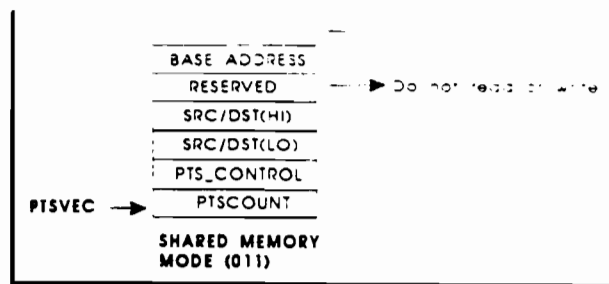 BASE ADDRESS
RESERVED Do not read or write
SRC/DST(HI)
SRC/DST(LO)
PTS_CONTROL
PTSVEC PTSCOUNT
SHARED MEMORY
MODE (011)